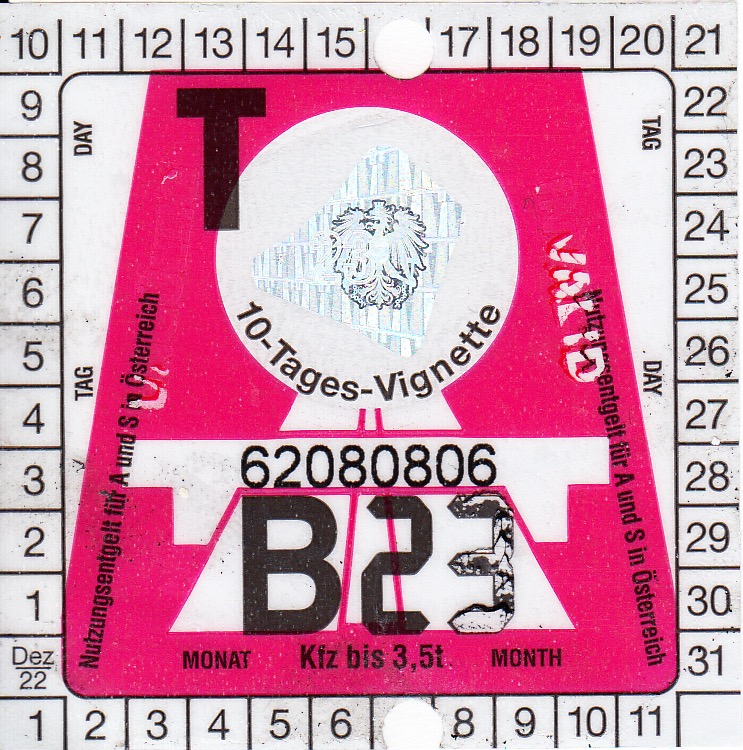 10 11 12 13 14 15 17 18 19 20 21
9 DAY T TAG 22
8 23
7 24
6 25
5 26
4 27
3 28
2 29
1 30
Dez 22 31
TAG
DAY
10-Tages-Vignette
62080806
B23
Nutzungsentgelt für A und S in Österreich
Nutzungsentgelt für A und S in Österreich
MONAT Kfz bis 3,5t MONTH
1 2 3 4 5 6 8 9 10 11